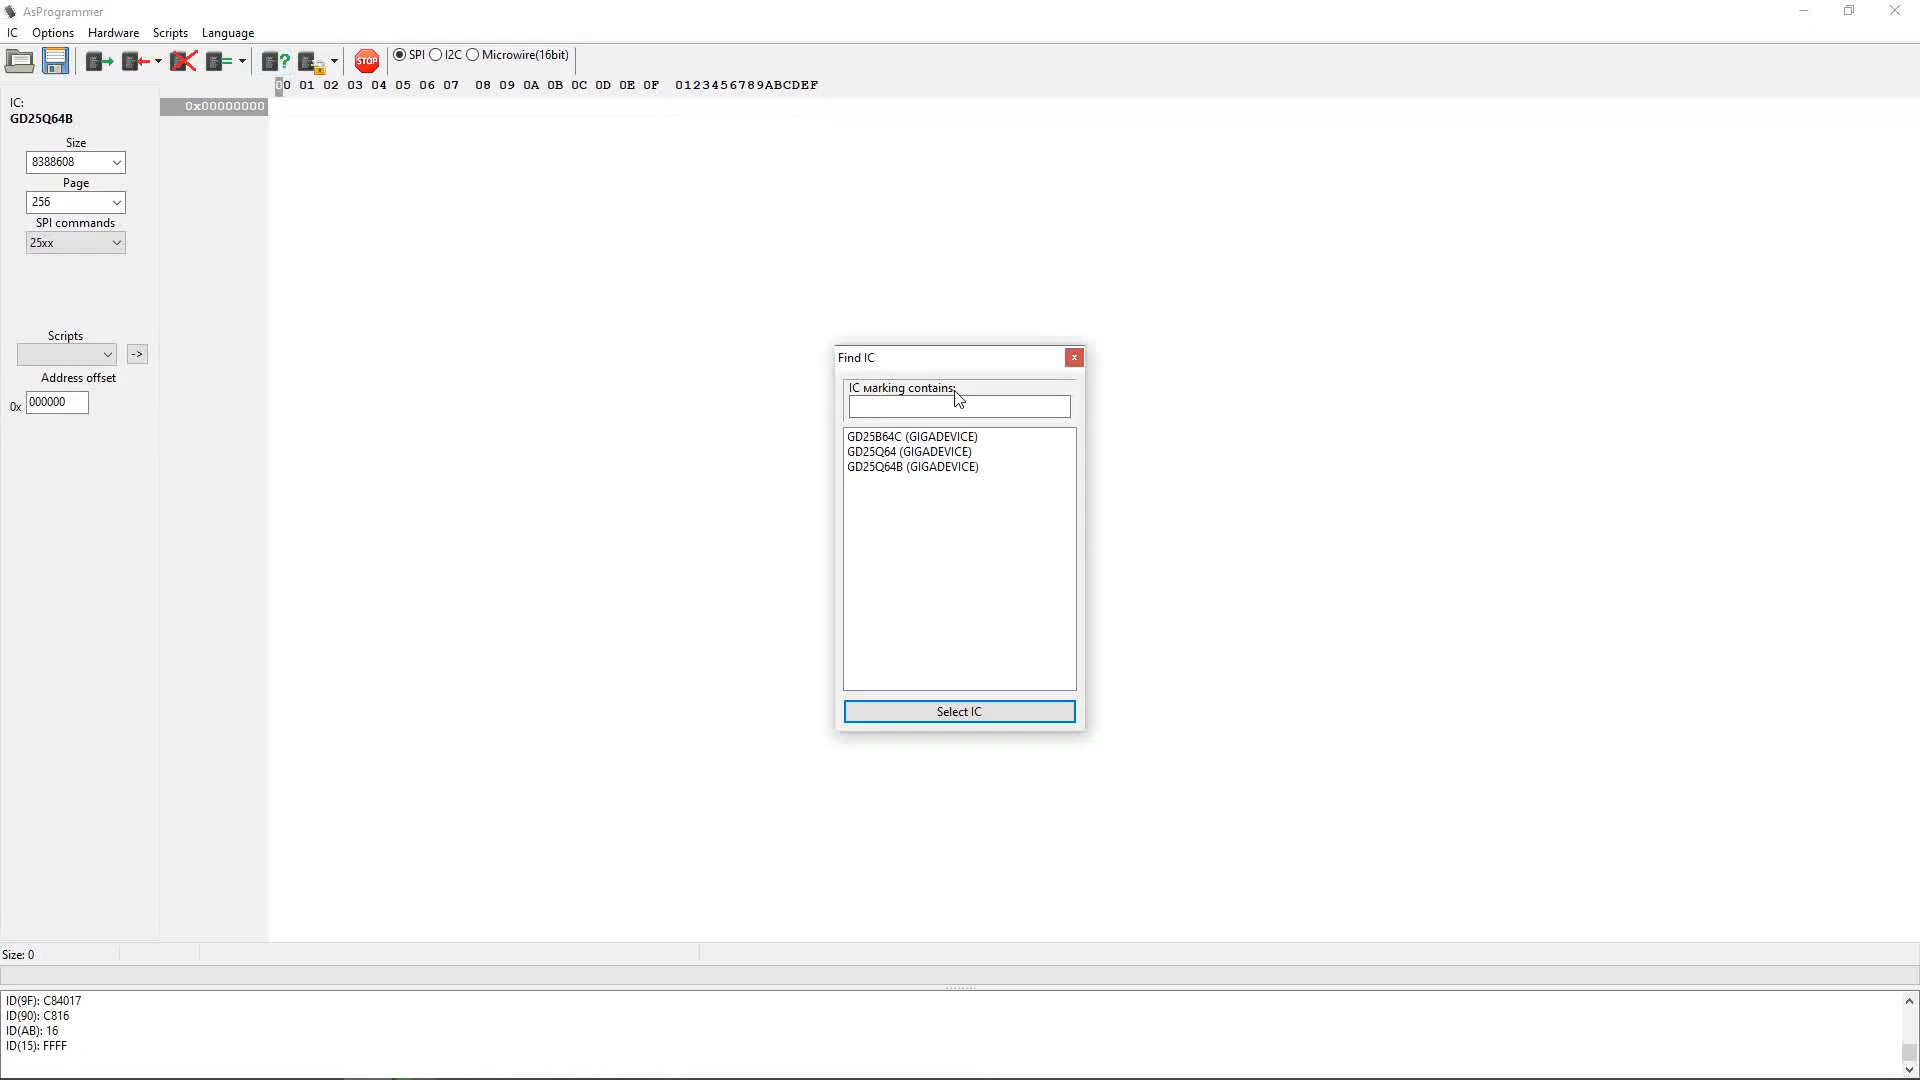 AsProgrammer
IC Options Hardware Scripts Language
SPI I2C Microwire(16bit)
00 01 02 03 04 05 06 07 08 09 0A 0B 0C 0D 0E 0F 0123456789ABCDEF
0x00000000
IC:
GD25Q64B
Size
8388608
Page
256
SPI commands
25xx
Scripts
->
Address offset
0x 000000
Find IC
x
IC marking contains:
GD25B64C (GIGADEVICE)
GD25Q64 (GIGADEVICE)
GD25Q64B (GIGADEVICE)
Select IC
STOP
Size: 0
ID(9F): C84017
ID(90): C816
ID(AB): 16
ID(15): FFFF